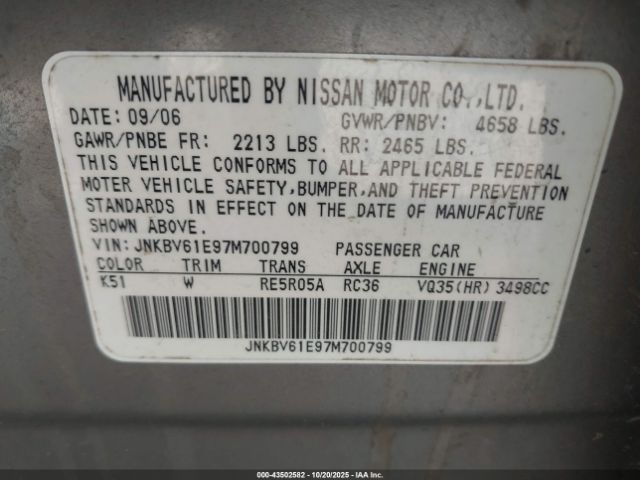 MANUFACTURED BY NISSAN MOTOR CO.,LTD.
DATE: 09/06 GVWR/PNBV: 4658 LBS.
GAWR/PNBE FR: 2213 LBS. RR: 2465 LBS.
THIS VEHICLE CONFORMS TO ALL APPLICABLE FEDERAL
MOTER VEHICLE SAFETY,BUMPER,AND THEFT PREVENTION
STANDARDS IN EFFECT ON THE DATE OF MANUFACTURE
SHOWN ABOVE.
VIN: JNKBV61E97M700799 PASSENGER CAR
COLOR TRIM TRANS AXLE ENGINE
K51 W RE5R05A RC36 VQ35(HR) 3498CC
JNKBV61E97M700799
000-43502582 - 10/20/2025 - IAAI.com